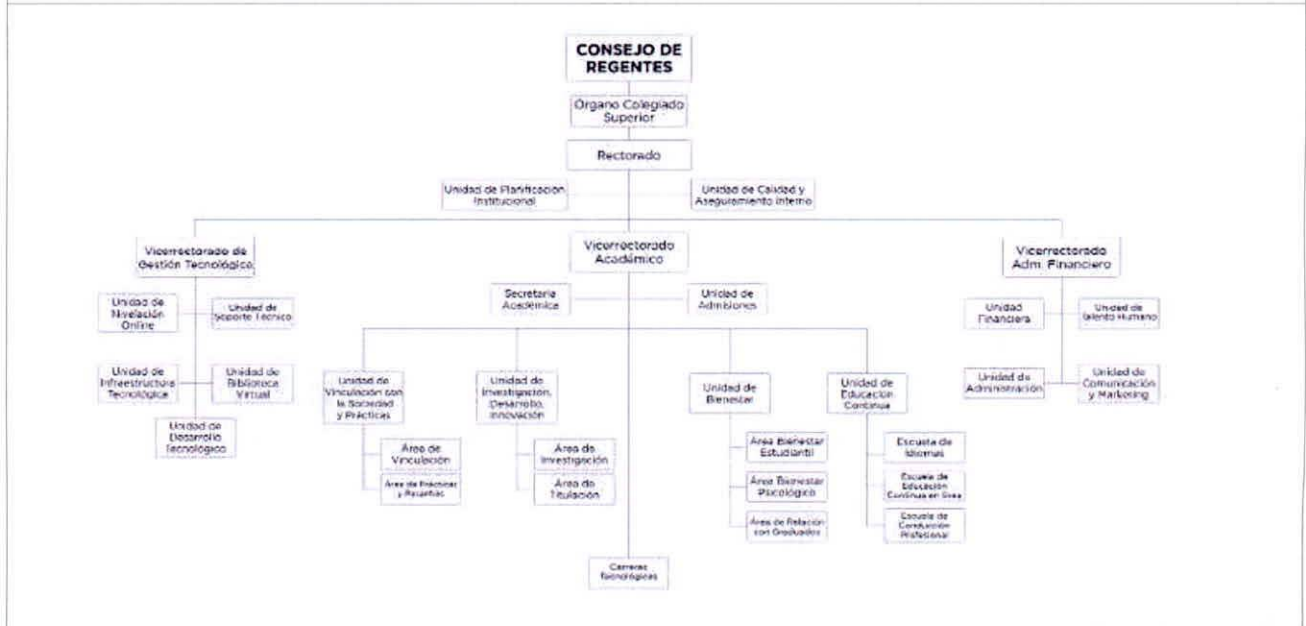 CONSEJO DE
REGENTES
Órgano Colegiado
Superior
Rectorado
Unidad de Planificación
Institucional
Unidad de Calidad y
Aseguramiento Interno
Vicerrectorado de
Gestión Tecnológica
Vicerrectorado
Académico
Vicerrectorado
Adm. Financiero
Unidad de
Nivelación
Online
Unidad de
Soporte Técnico
Secretaria
Académica
Unidad de
Admisiones
Unidad
Financiera
Unidad de
Talento Humano
Unidad de
Infraestructura
Tecnológica
Unidad de
Biblioteca
Virtual
Unidad de
Desarrollo
Tecnológico
Unidad de
Vinculación con
la Sociedad
y Prácticas
Unidad de
Investigación,
Desarrollo,
Innovación
Unidad de
Bienestar
Unidad de
Educación
Continua
Unidad de
Administración
Unidad de
Comunicación
y Marketing
Área de
Vinculación
Área de Prácticas
y Pasantías
Área de
Investigación
Área de
Titulación
Área Bienestar
Estudiantil
Área Bienestar
Psicológico
Área de Relación
con Graduados
Escuela de
Idiomas
Escuela de
Educación
Continua en línea
Escuela de
Conducción
Profesional
Carreras
Tecnológicas